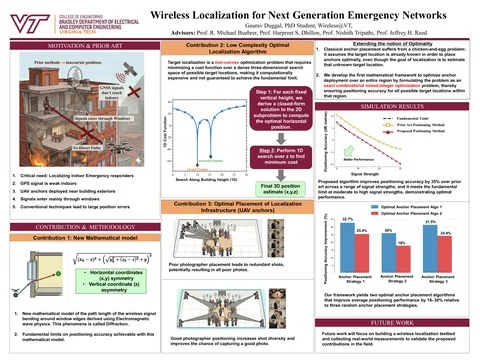 VT COLLEGE OF ENGINEERING
BRADLEY DEPARTMENT OF ELECTRICAL
AND COMPUTER ENGINEERING
VIRGINIA TECH
Wireless Localization for Next Generation Emergency Networks
Gaurav Duggal, PhD Student, Wireless@VT,
Advisors: Prof. R. Michael Buehrer, Prof. Harpreet S. Dhillon, Prof. Nishith Tripathi, Prof. Jeffrey H. Reed
MOTIVATION & PRIOR ART
Prior methods → inaccurate positions
GNSS signals
don't reach
indoors
Signals enter through Windows
No Direct Paths
1. Critical need: Localizing indoor Emergency Responders
2. GPS signal is weak indoors
3. UAV anchors deployed near building exteriors
4. Signals enter mainly through windows
5. Conventional techniques lead to large position errors
CONTRIBUTION & METHODOLOGY
Contribution 1: New Mathematical model
• Horizontal coordinates
(x,y) symmetry
• Vertical coordinate (z)
asymmetry
1. New mathematical model of the path length of the wireless signal
bending around window edges derived using Electromagnetic
wave physics. This phenomena is called Diffraction.
2. Fundamental limits on positioning accuracy achievable with this
mathematical model.
Contribution 2: Low Complexity Optimal
Localization Algorithm
Target localization is a non-convex optimization problem that requires
minimizing a cost function over a dense three-dimensional search
space of possible target locations, making it computationally
expensive and not guaranteed to achieve the fundamental limit.
1D Cost Function
Search Along Building Height (1D)
Step 1: For each fixed
vertical height, we
derive a closed-form
solution to the 2D
subproblem to compute
the optimal horizontal
position.
Step 2: Perform 1D
search over z to find
minimum cost
Final 3D position
estimate (x,y,z)
Contribution 3: Optimal Placement of Localization
Infrastructure (UAV anchors)
Poor photographer placement leads to redundant shots,
potentially resulting in all poor photos.
Good photographer positioning increases shot diversity and
improves the chance of capturing a good photo.
Extending the notion of Optimality
1. Classical anchor placement suffers from a chicken-and-egg problem:
it assumes the target location is already known in order to place
anchors optimally, even though the goal of localization is to estimate
that unknown target location.
2. We develop the first mathematical framework to optimize anchor
deployment over an entire region by formulating the problem as an
exact combinatorial mixed-integer optimization problem, thereby
ensuring positioning accuracy for all possible target locations within
that region.
SIMULATION RESULTS
Positioning Accuracy (dB metres)
Fundamental Limit
Prior Art Positioning Method
Proposed Positioning Method
Better Performance
Signal Strength
Proposed algorithm improves positioning accuracy by 35% over prior
art across a range of signal strengths, and it meets the fundamental
limit at moderate to high signal strengths, demonstrating optimal
performance.
Positioning Accuracy Improvement (%)
Optimal Anchor Placement Algo 1
Optimal Anchor Placement Algo 2
Anchor Placement
Strategy 1
Anchor Placement
Strategy 2
Anchor Placement
Strategy 3
Our framework yields two optimal anchor placement algorithms
relative to
three random anchor placement strategies.
FUTURE WORK
Future work will focus on building a wireless localization testbed
and collecting real-world measurements to validate the proposed
contributions in the field.